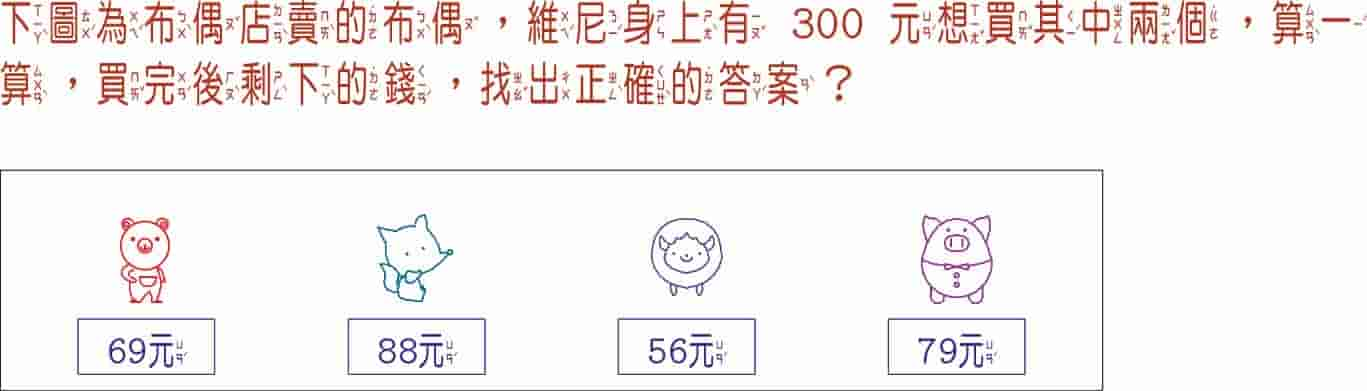 下圖為布偶店賣的布偶，維尼身上有 300 元想買其中兩個，算一
算，買完後剩下的錢，找出正確的答案？
69元 88元 56元 79元